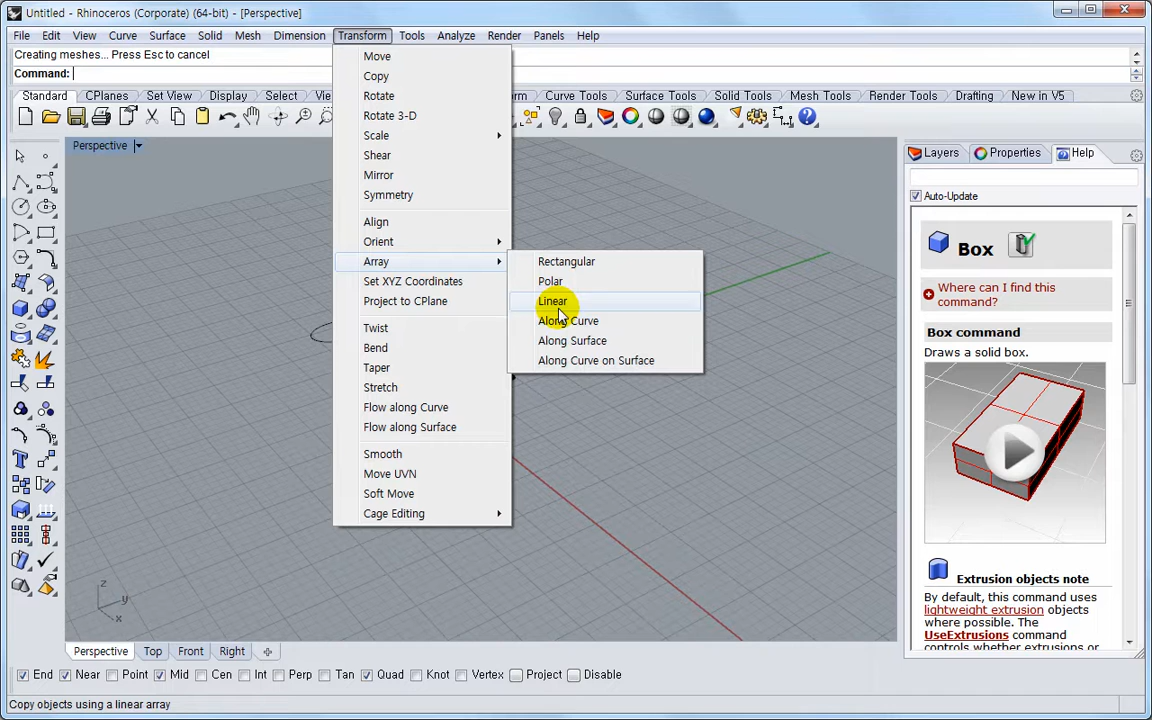 Untitled - Rhinoceros (Corporate) (64-bit) - [Perspective]
File Edit View Curve Surface Solid Mesh Dimension Transform Tools Analyze Render Panels Help
Creating meshes... Press Esc to cancel
Command:
Standard CPlanes Set View Display Select Curve Tools Surface Tools Solid Tools Mesh Tools Render Tools Drafting New in V5
Perspective
Move
Copy
Rotate
Rotate 3-D
Scale
Shear
Mirror
Symmetry
Align
Orient
Array
Set XYZ Coordinates
Project to CPlane
Twist
Bend
Taper
Stretch
Flow along Curve
Flow along Surface
Smooth
Move UVN
Soft Move
Cage Editing
Rectangular
Polar
Linear
Along Curve
Along Surface
Along Curve on Surface
Layers Properties Help
Auto-Update
Box
Where can I find this
command?
Box command
Draws a solid box.
Extrusion objects note
By default, this command uses
lightweight extrusion objects
where possible. The
UseExtrusions command
controls whether extrusions or
z
y
x
Perspective Top Front Right
End Near Point Mid Cen Int Perp Tan Quad Knot Vertex Project Disable
Copy objects using a linear array